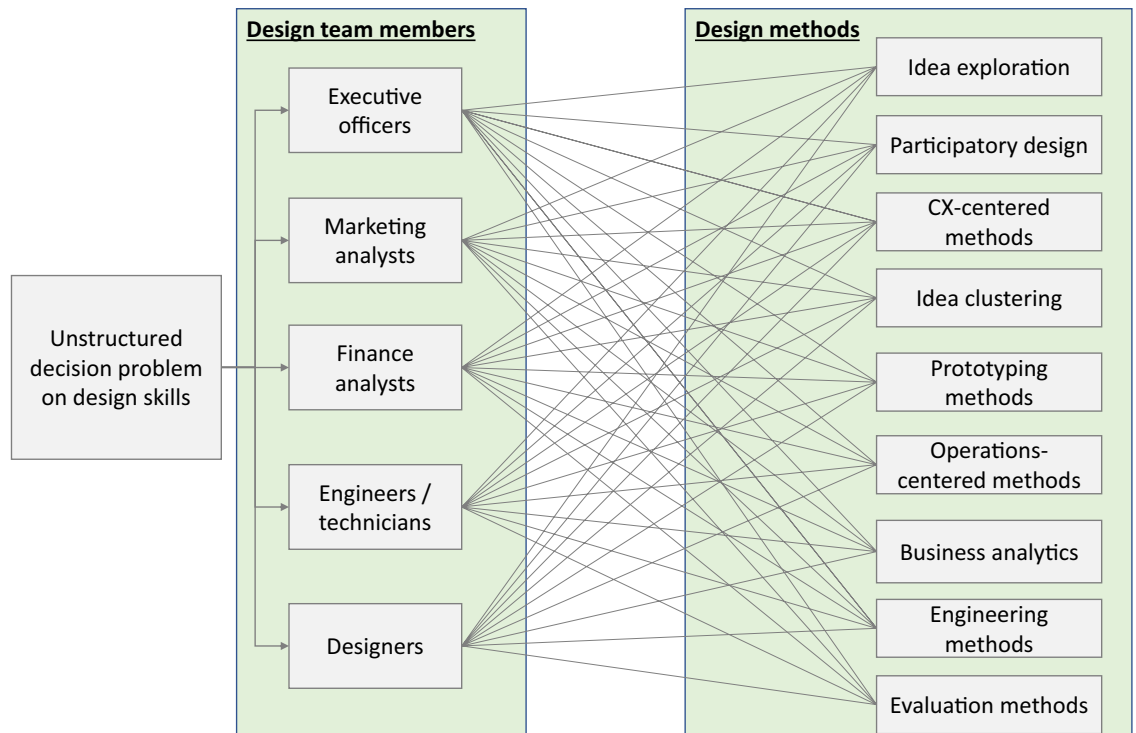 Design team members
Executive
officers
Marketing
analysts
Unstructured
decision problem
on design skills
Finance
analysts
Engineers /
technicians
Designers
Design methods
Idea exploration
Participatory design
CX-centered
methods
Idea clustering
Prototyping
methods
Operations-
centered methods
Business analytics
Engineering
methods
Evaluation methods